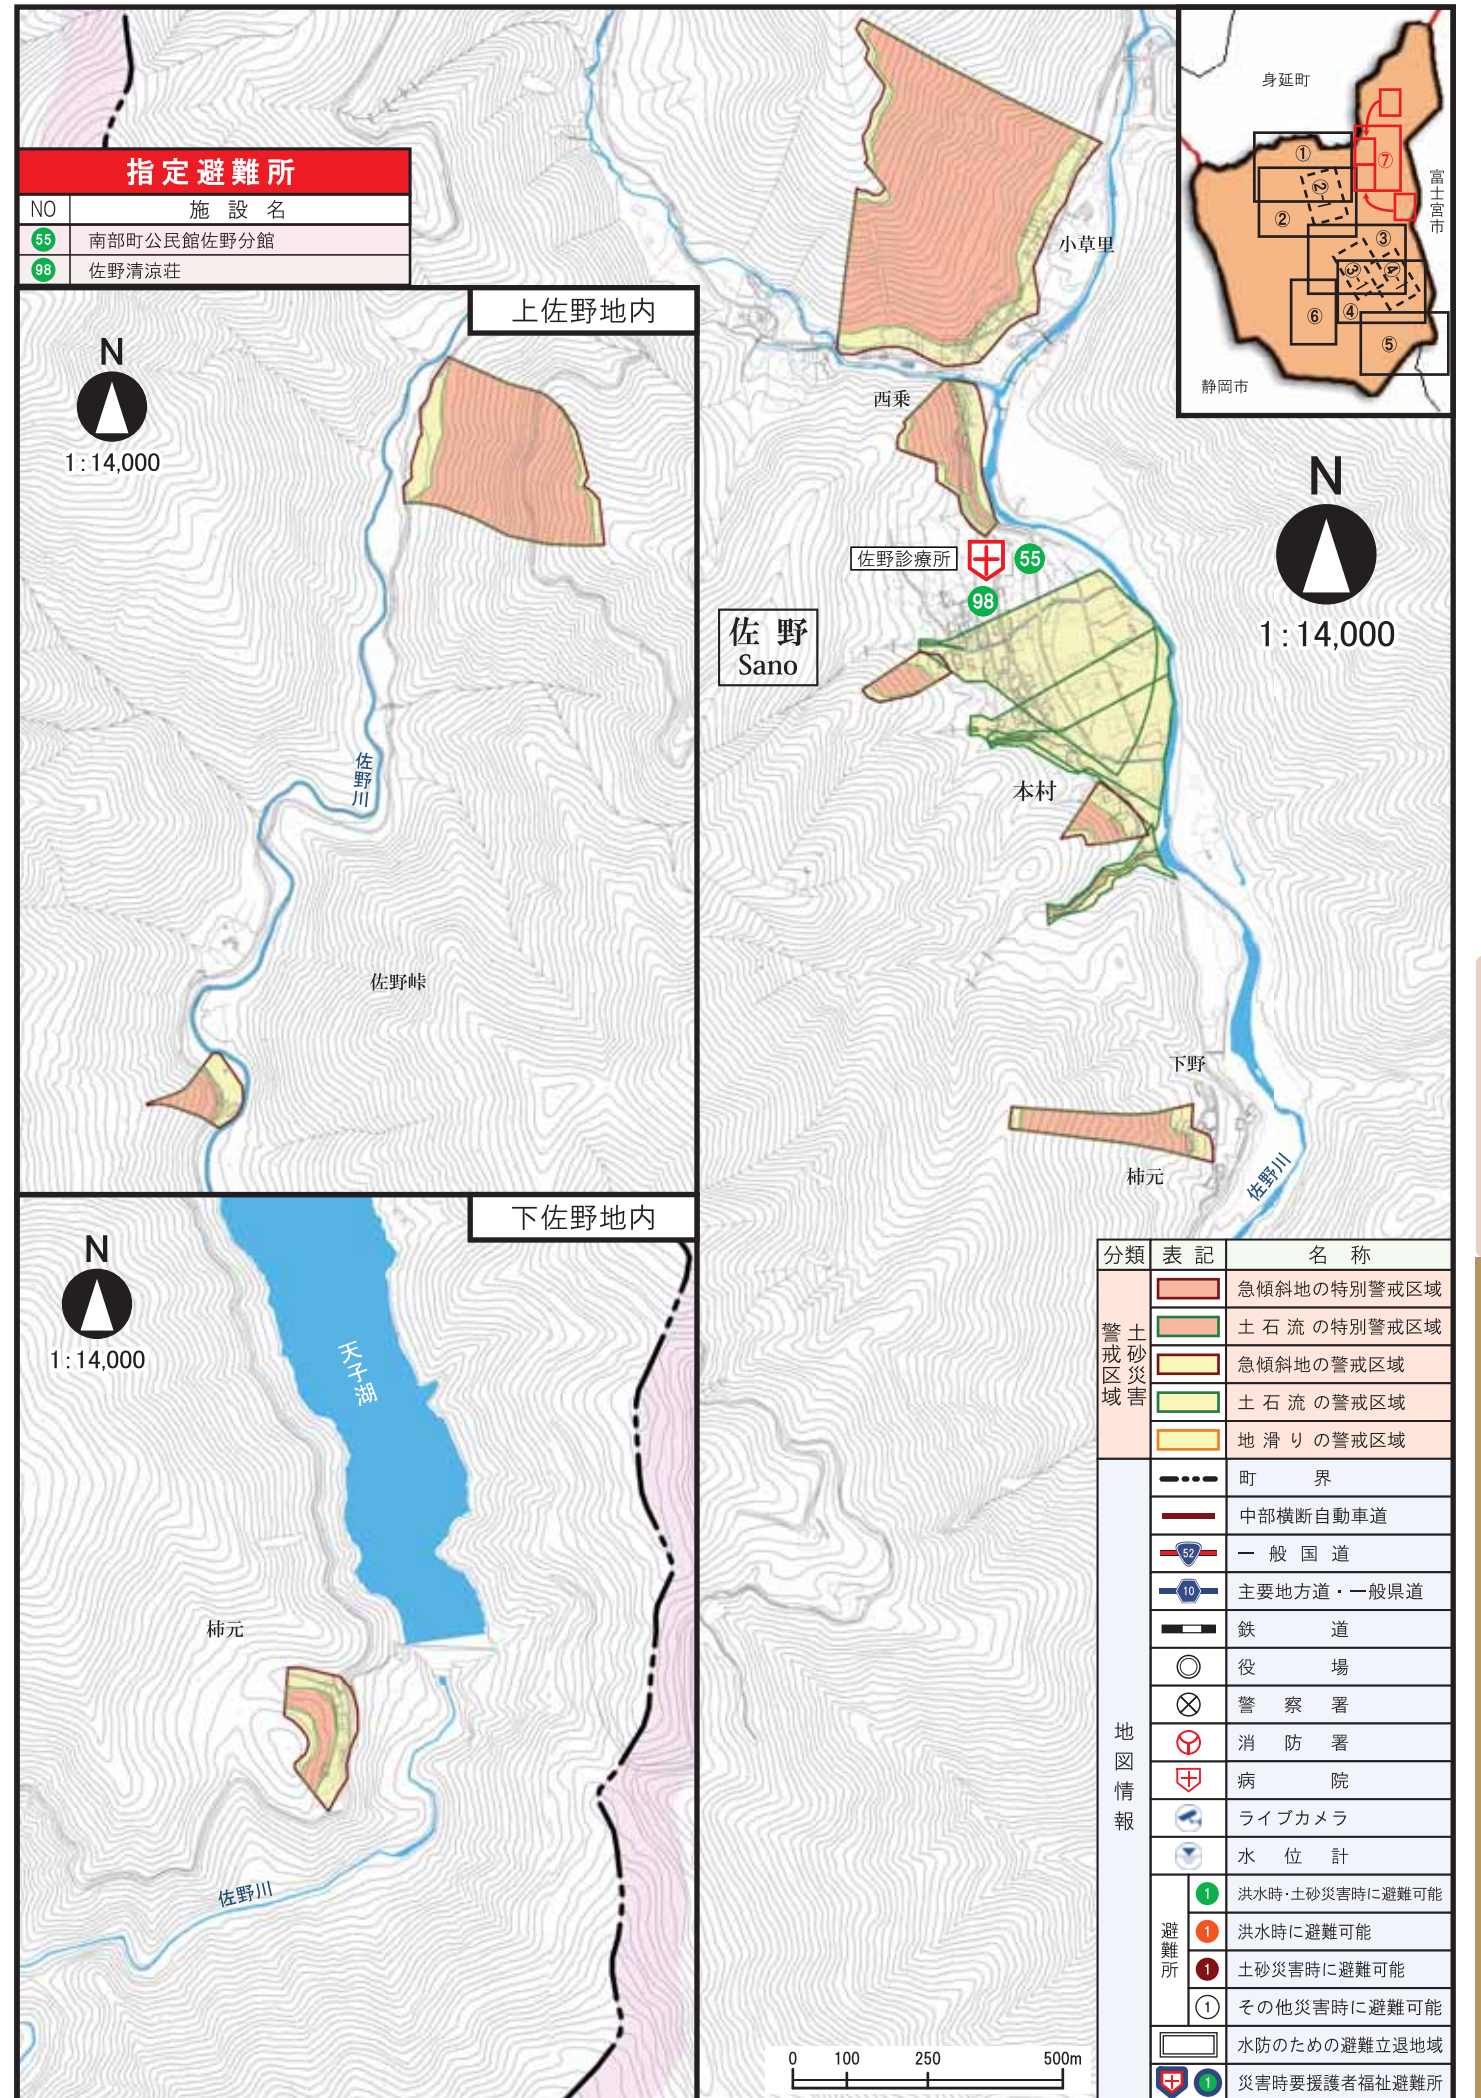 指定避難所
NO 施設名
55 南部町公民館佐野分館
98 佐野清涼荘
上佐野地内
N
1:14,000
佐野川
佐野峠
下佐野地内
N
1:14,000
天子湖
柿元
佐野川
小草里
西乗
佐野診療所
55
98
佐野
Sano
本村
下野
柿元
佐野川
N
1:14,000
身延町
富士宮市
静岡市
①
②
②-1
③
③
④
④
⑤
⑥
⑦
0 100 250 500m
分類 表記 名称
土砂災害警戒区域
急傾斜地の特別警戒区域
土石流の特別警戒区域
急傾斜地の警戒区域
土石流の警戒区域
地滑りの警戒区域
地図情報
町界
中部横断自動車道
52 一般国道
10 主要地方道・一般県道
鉄道
役場
警察署
消防署
病院
ライブカメラ
水位計
避難所
1 洪水時・土砂災害時に避難可能
1 洪水時に避難可能
1 土砂災害時に避難可能
1 その他災害時に避難可能
水防のための避難立退地域
1 災害時要援護者福祉避難所